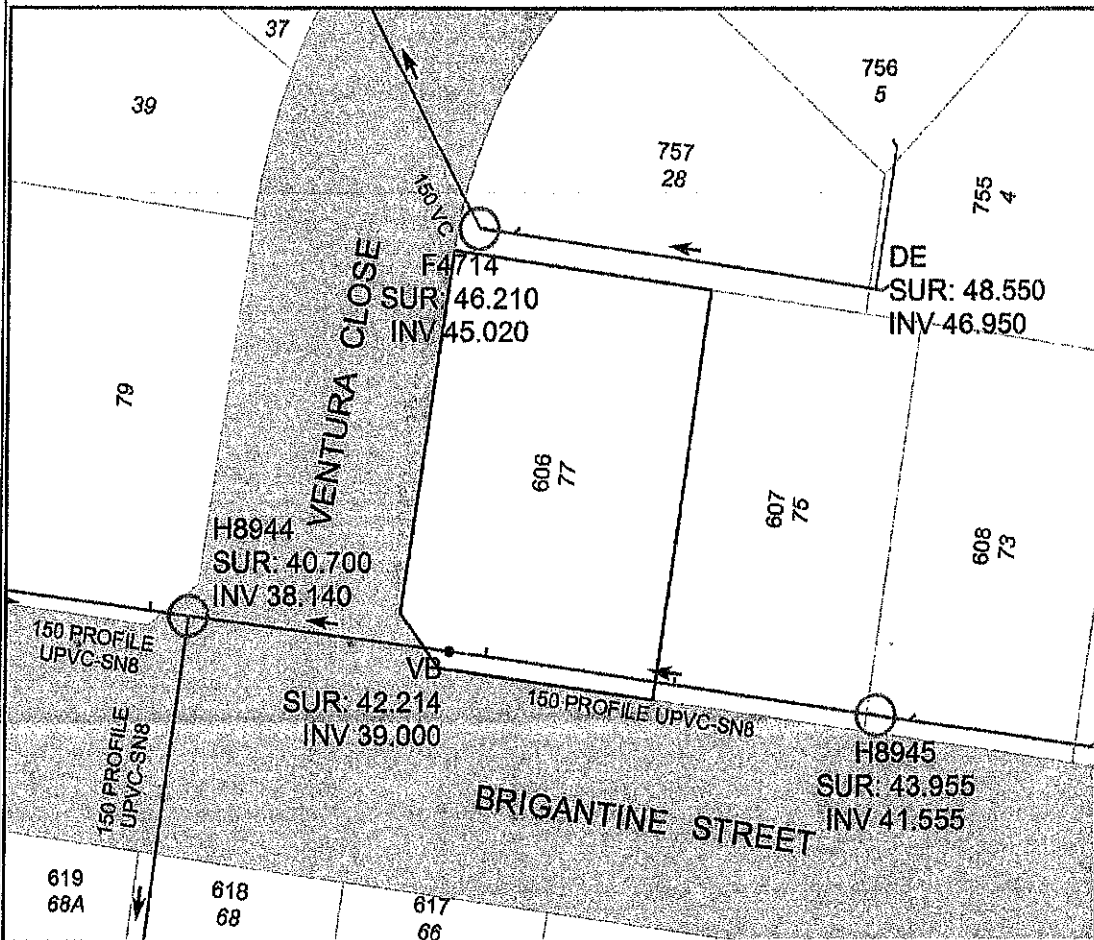 37
39
756
5
757
28
755
4
150 VC
F4714
SUR: 46.210
INV 45.020
DE
SUR: 48.550
INV 46.950
VENTURA CLOSE
79
606
77
607
75
608
73
H8944
SUR: 40.700
INV 38.140
150 PROFILE
UPVC-SN8
VB
SUR: 42.214
INV 39.000
150 PROFILE UPVC-SN8
150 PROFILE
UPVC-SN8
H8945
SUR: 43.955
INV 41.555
BRIGANTINE STREET
619
68A
618
68
617
66